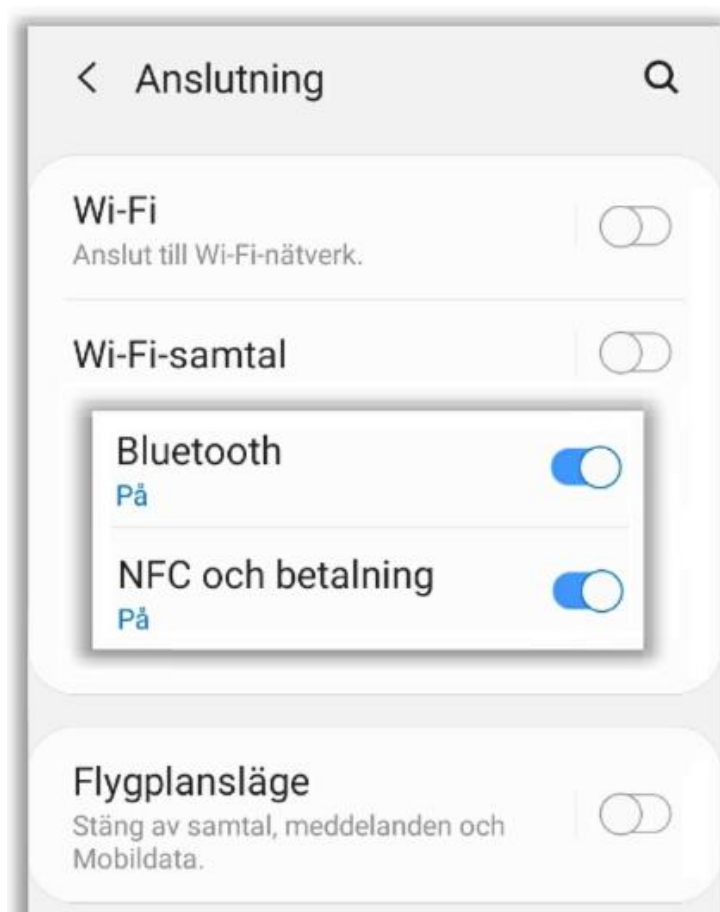 Anslutning
Wi-Fi
Anslut till Wi-Fi-nätverk.
Wi-Fi-samtal
Bluetooth
På
NFC och betalning
På
Flygplansläge
Stäng av samtal, meddelanden och
Mobildata.